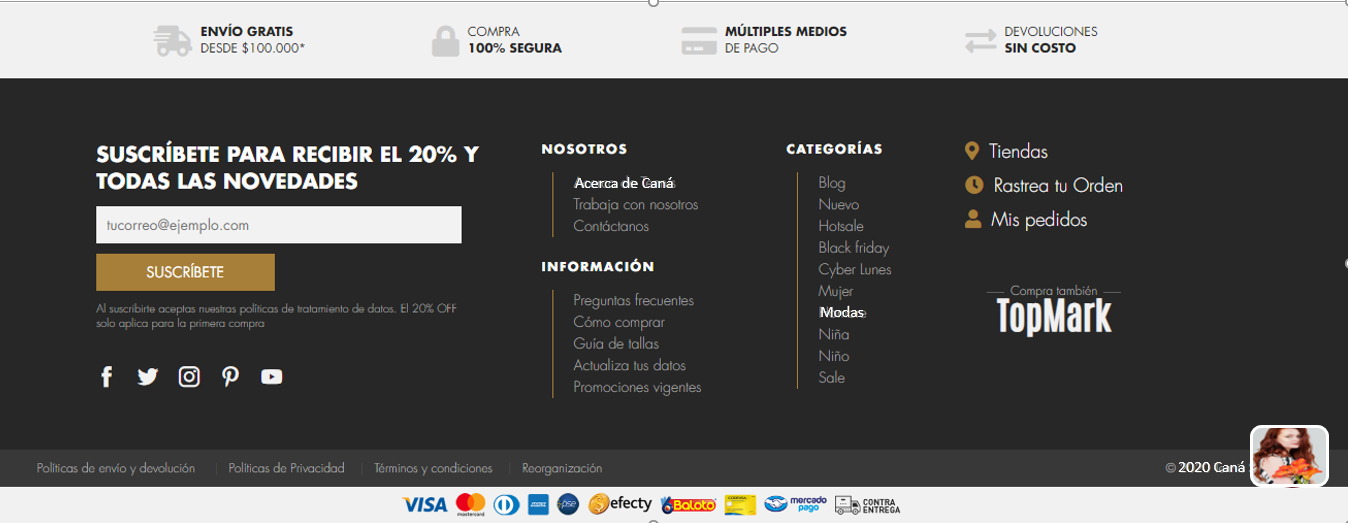 ENVÍO GRATIS
DESDE $100.000*
COMPRA
100% SEGURA
MÚLTIPLES MEDIOS
DE PAGO
DEVOLUCIONES
SIN COSTO
SUSCRÍBETE PARA RECIBIR EL 20% Y
TODAS LAS NOVEDADES
tucorreo@ejemplo.com
SUSCRÍBETE
Al suscribirte aceptas nuestras políticas de tratamiento de datos. El 20% OFF
solo aplica para la primera compra
NOSOTROS
Acerca de Caná
Trabaja con nosotros
Contáctanos
INFORMACIÓN
Preguntas frecuentes
Cómo comprar
Guía de tallas
Actualiza tus datos
Promociones vigentes
CATEGORÍAS
Blog
Nuevo
Hotsale
Black friday
Cyber Lunes
Mujer
Modas
Niña
Niño
Sale
Tiendas
Rastrea tu Orden
Mis pedidos
Compra también
TopMark
Políticas de envío y devolución
Políticas de Privacidad
Términos y condiciones
Reorganización
© 2020 Caná
VISA
mastercard
pse
efecty
Baloto
mercado
pago
CONTRA
ENTREGA